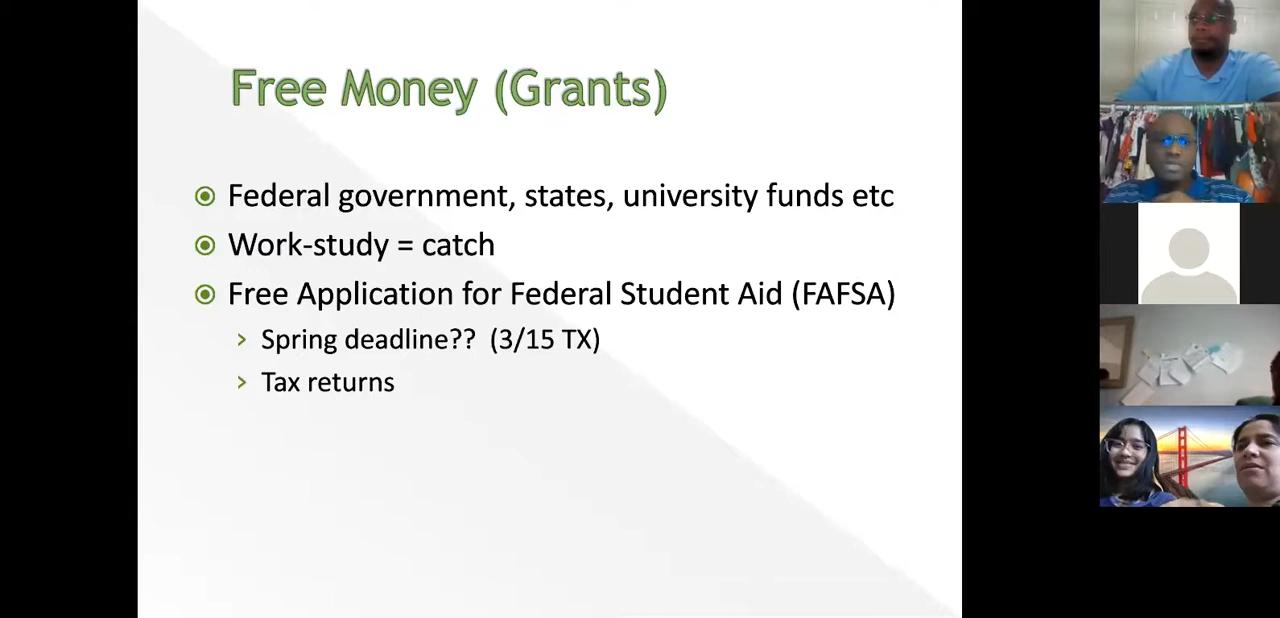 Free Money (Grants)
Federal government, states, university funds etc
Work-study = catch
Free Application for Federal Student Aid (FAFSA)
Spring deadline?? (3/15 TX)
Tax returns